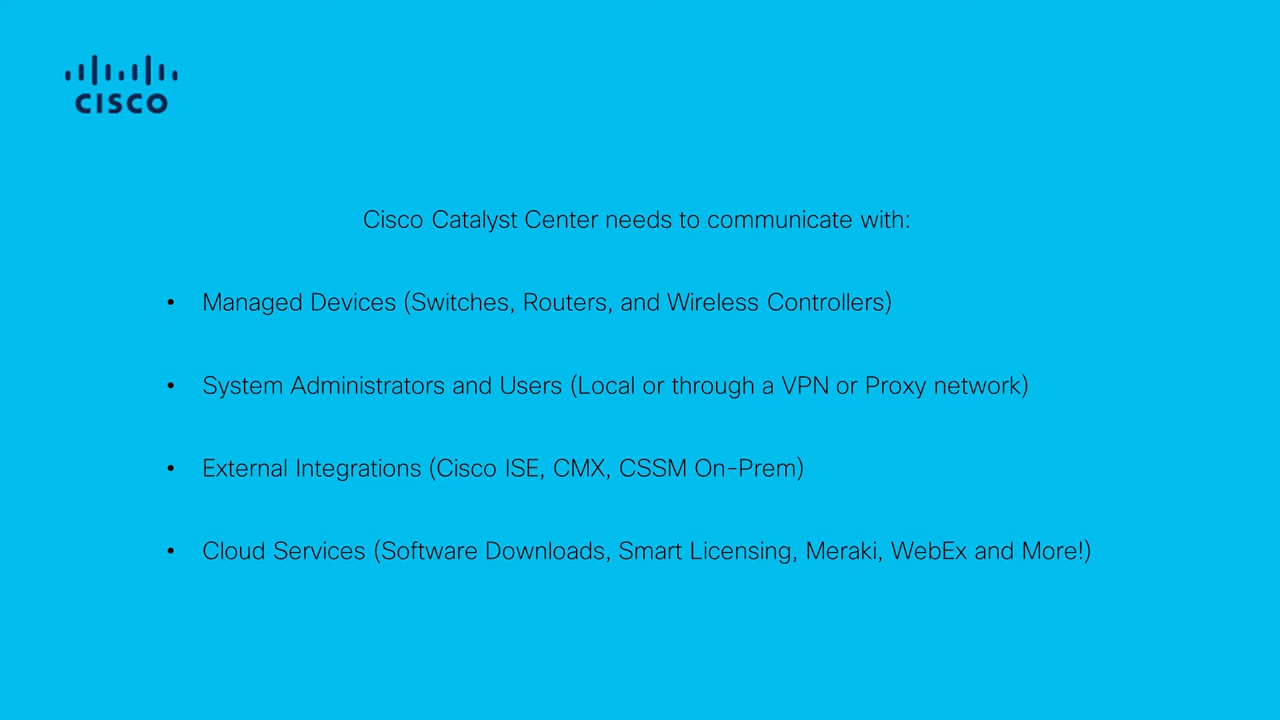 CISCO
Cisco Catalyst Center needs to communicate with:
• Managed Devices (Switches, Routers, and Wireless Controllers)
• System Administrators and Users (Local or through a VPN or Proxy network)
• External Integrations (Cisco ISE, CMX, CSSM On-Prem)
• Cloud Services (Software Downloads, Smart Licensing, Meraki, WebEx and More!)